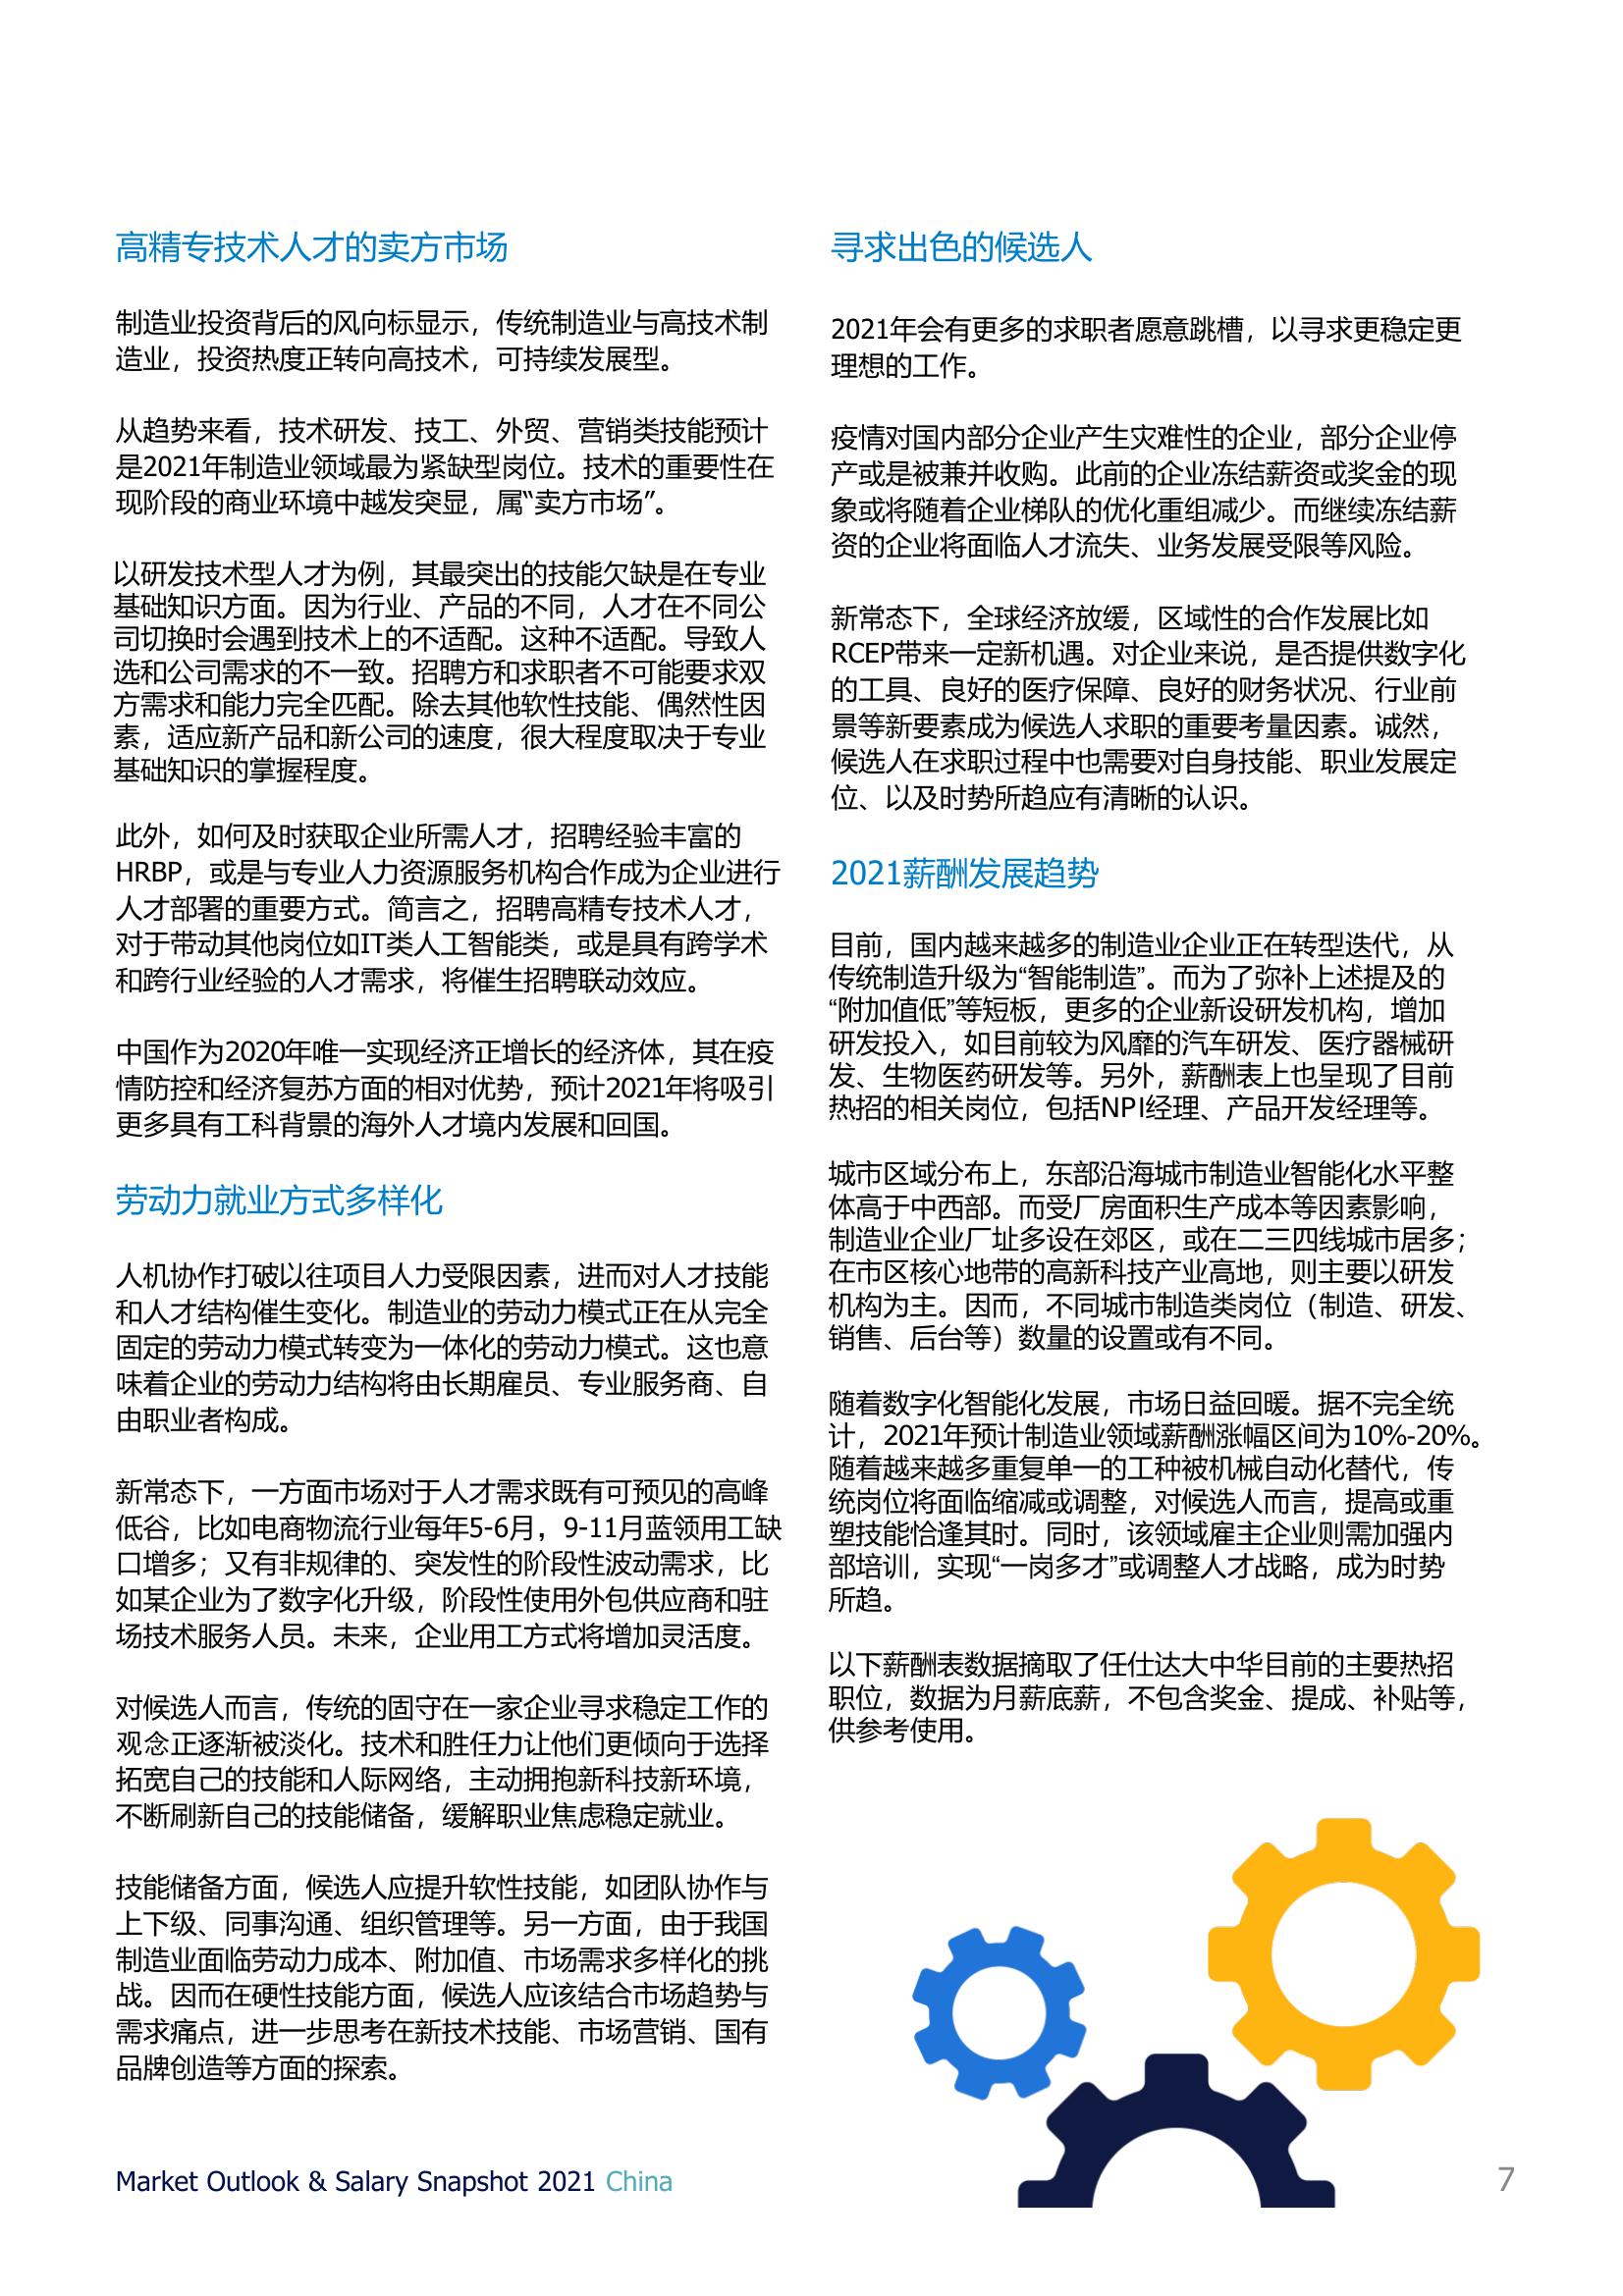 高精专技术人才的卖方市场
制造业投资背后的风向标显示，传统制造业与高技术制
造业，投资热度正转向高技术，可持续发展型。
从趋势来看，技术研发、技工、外贸、营销类技能预计
是2021年制造业领域最为紧缺型岗位。技术的重要性在
现阶段的商业环境中越发突显，属“卖方市场”。
以研发技术型人才为例，其最突出的技能欠缺是在专业
基础知识方面。因为行业、产品的不同，人才在不同公
司切换时会遇到技术上的不适配。这种不适配。导致人
选和公司需求的不一致。招聘方和求职者不可能要求双
方需求和能力完全匹配。除去其他软性技能、偶然性因
素，适应新产品和新公司的速度，很大程度取决于专业
基础知识的掌握程度。
此外，如何及时获取企业所需人才，招聘经验丰富的
HRBP，或是与专业人力资源服务机构合作成为企业进行
人才部署的重要方式。简言之，招聘高精专技术人才，
对于带动其他岗位如IT类人工智能类，或是具有跨学术
和跨行业经验的人才需求，将催生招聘联动效应。
中国作为2020年唯一实现经济正增长的经济体，其在疫
情防控和经济复苏方面的相对优势，预计2021年将吸引
更多具有工科背景的海外人才境内发展和回国。
劳动力就业方式多样化
人机协作打破以往项目人力受限因素，进而对人才技能
和人才结构催生变化。制造业的劳动力模式正在从完全
固定的劳动力模式转变为一体化的劳动力模式。这也意
味着企业的劳动力结构将由长期雇员、专业服务商、自
由职业者构成。
新常态下，一方面市场对于人才需求既有可预见的高峰
低谷，比如电商物流行业每年5-6月，9-11月蓝领用工缺
口增多；又有非规律的、突发性的阶段性波动需求，比
如某企业为了数字化升级，阶段性使用外包供应商和驻
场技术服务人员。未来，企业用工方式将增加灵活度。
对候选人而言，传统的固守在一家企业寻求稳定工作的
观念正逐渐被淡化。技术和胜任力让他们更倾向于选择
拓宽自己的技能和人际网络，主动拥抱新科技新环境，
不断刷新自己的技能储备，缓解职业焦虑稳定就业。
技能储备方面，候选人应提升软性技能，如团队协作与
上下级、同事沟通、组织管理等。另一方面，由于我国
制造业面临劳动力成本、附加值、市场需求多样化的挑
战。因而在硬性技能方面，候选人应该结合市场趋势与
需求痛点，进一步思考在新技术技能、市场营销、国有
品牌创造等方面的探索。
寻求出色的候选人
2021年会有更多的求职者愿意跳槽，以寻求更稳定更
理想的工作。
疫情对国内部分企业产生灾难性的企业，部分企业停
产或是被兼并收购。此前的企业冻结薪资或奖金的现
象或将随着企业梯队的优化重组减少。而继续冻结薪
资的企业将面临人才流失、业务发展受限等风险。
新常态下，全球经济放缓，区域性的合作发展比如
RCEP带来一定新机遇。对企业来说，是否提供数字化
的工具、良好的医疗保障、良好的财务状况、行业前
景等新要素成为候选人求职的重要考量因素。诚然，
候选人在求职过程中也需要对自身技能、职业发展定
位、以及时势所趋应有清晰的认识。
2021薪酬发展趋势
目前，国内越来越多的制造业企业正在转型迭代，从
传统制造升级为“智能制造”。而为了弥补上述提及的
“附加值低”等短板，更多的企业新设研发机构，增加
研发投入，如目前较为风靡的汽车研发、医疗器械研
发、生物医药研发等。另外，薪酬表上也呈现了目前
热招的相关岗位，包括NPI经理、产品开发经理等。
城市区域分布上，东部沿海城市制造业智能化水平整
体高于中西部。而受厂房面积生产成本等因素影响，
制造业企业厂址多设在郊区，或在二三四线城市居多；
在市区核心地带的高新科技产业高地，则主要以研发
机构为主。因而，不同城市制造类岗位（制造、研发、
销售、后台等）数量的设置或有不同。
随着数字化智能化发展，市场日益回暖。据不完全统
计，2021年预计制造业领域薪酬涨幅区间为10%-20%。
随着越来越多重复单一的工种被机械自动化替代，传
统岗位将面临缩减或调整，对候选人而言，提高或重
塑技能恰逢其时。同时，该领域雇主企业则需加强内
部培训，实现“一岗多才”或调整人才战略，成为时势
所趋。
以下薪酬表数据摘取了任仕达大中华目前的主要热招
职位，数据为月薪底薪，不包含奖金、提成、补贴等，
供参考使用。
Market Outlook & Salary Snapshot 2021 China
7